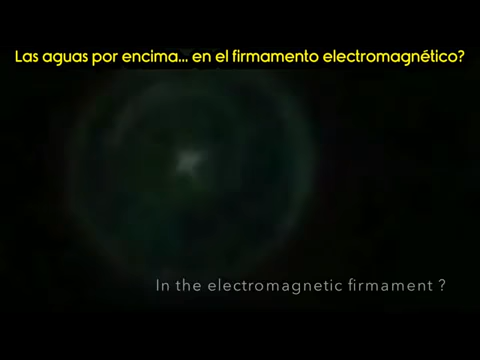 Las aguas por encima... en el firmamento electromagnético?
In the electromagnetic firmament ?